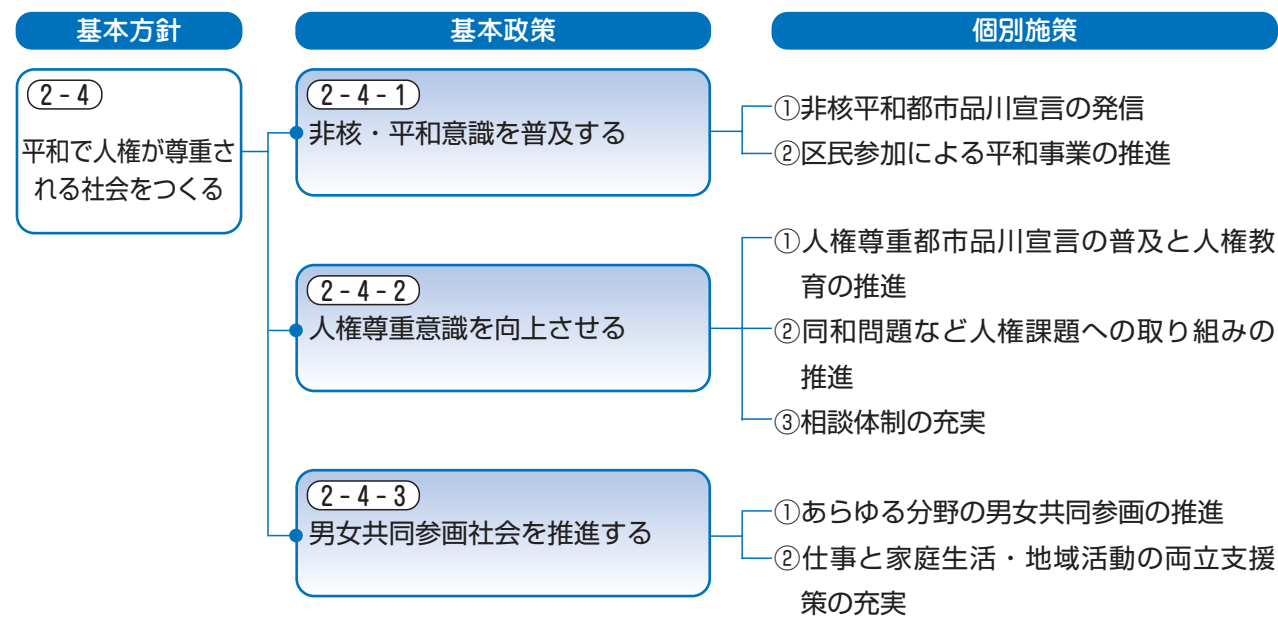 基本方針
基本政策
個別施策
2-4
平和で人権が尊重さ
れる社会をつくる
2-4-1
非核・平和意識を普及する
①非核平和都市品川宣言の発信
②区民参加による平和事業の推進
2-4-2
人権尊重意識を向上させる
①人権尊重都市品川宣言の普及と人権教
育の推進
②同和問題など人権課題への取り組みの
推進
③相談体制の充実
2-4-3
男女共同参画社会を推進する
①あらゆる分野の男女共同参画の推進
②仕事と家庭生活・地域活動の両立支援
策の充実